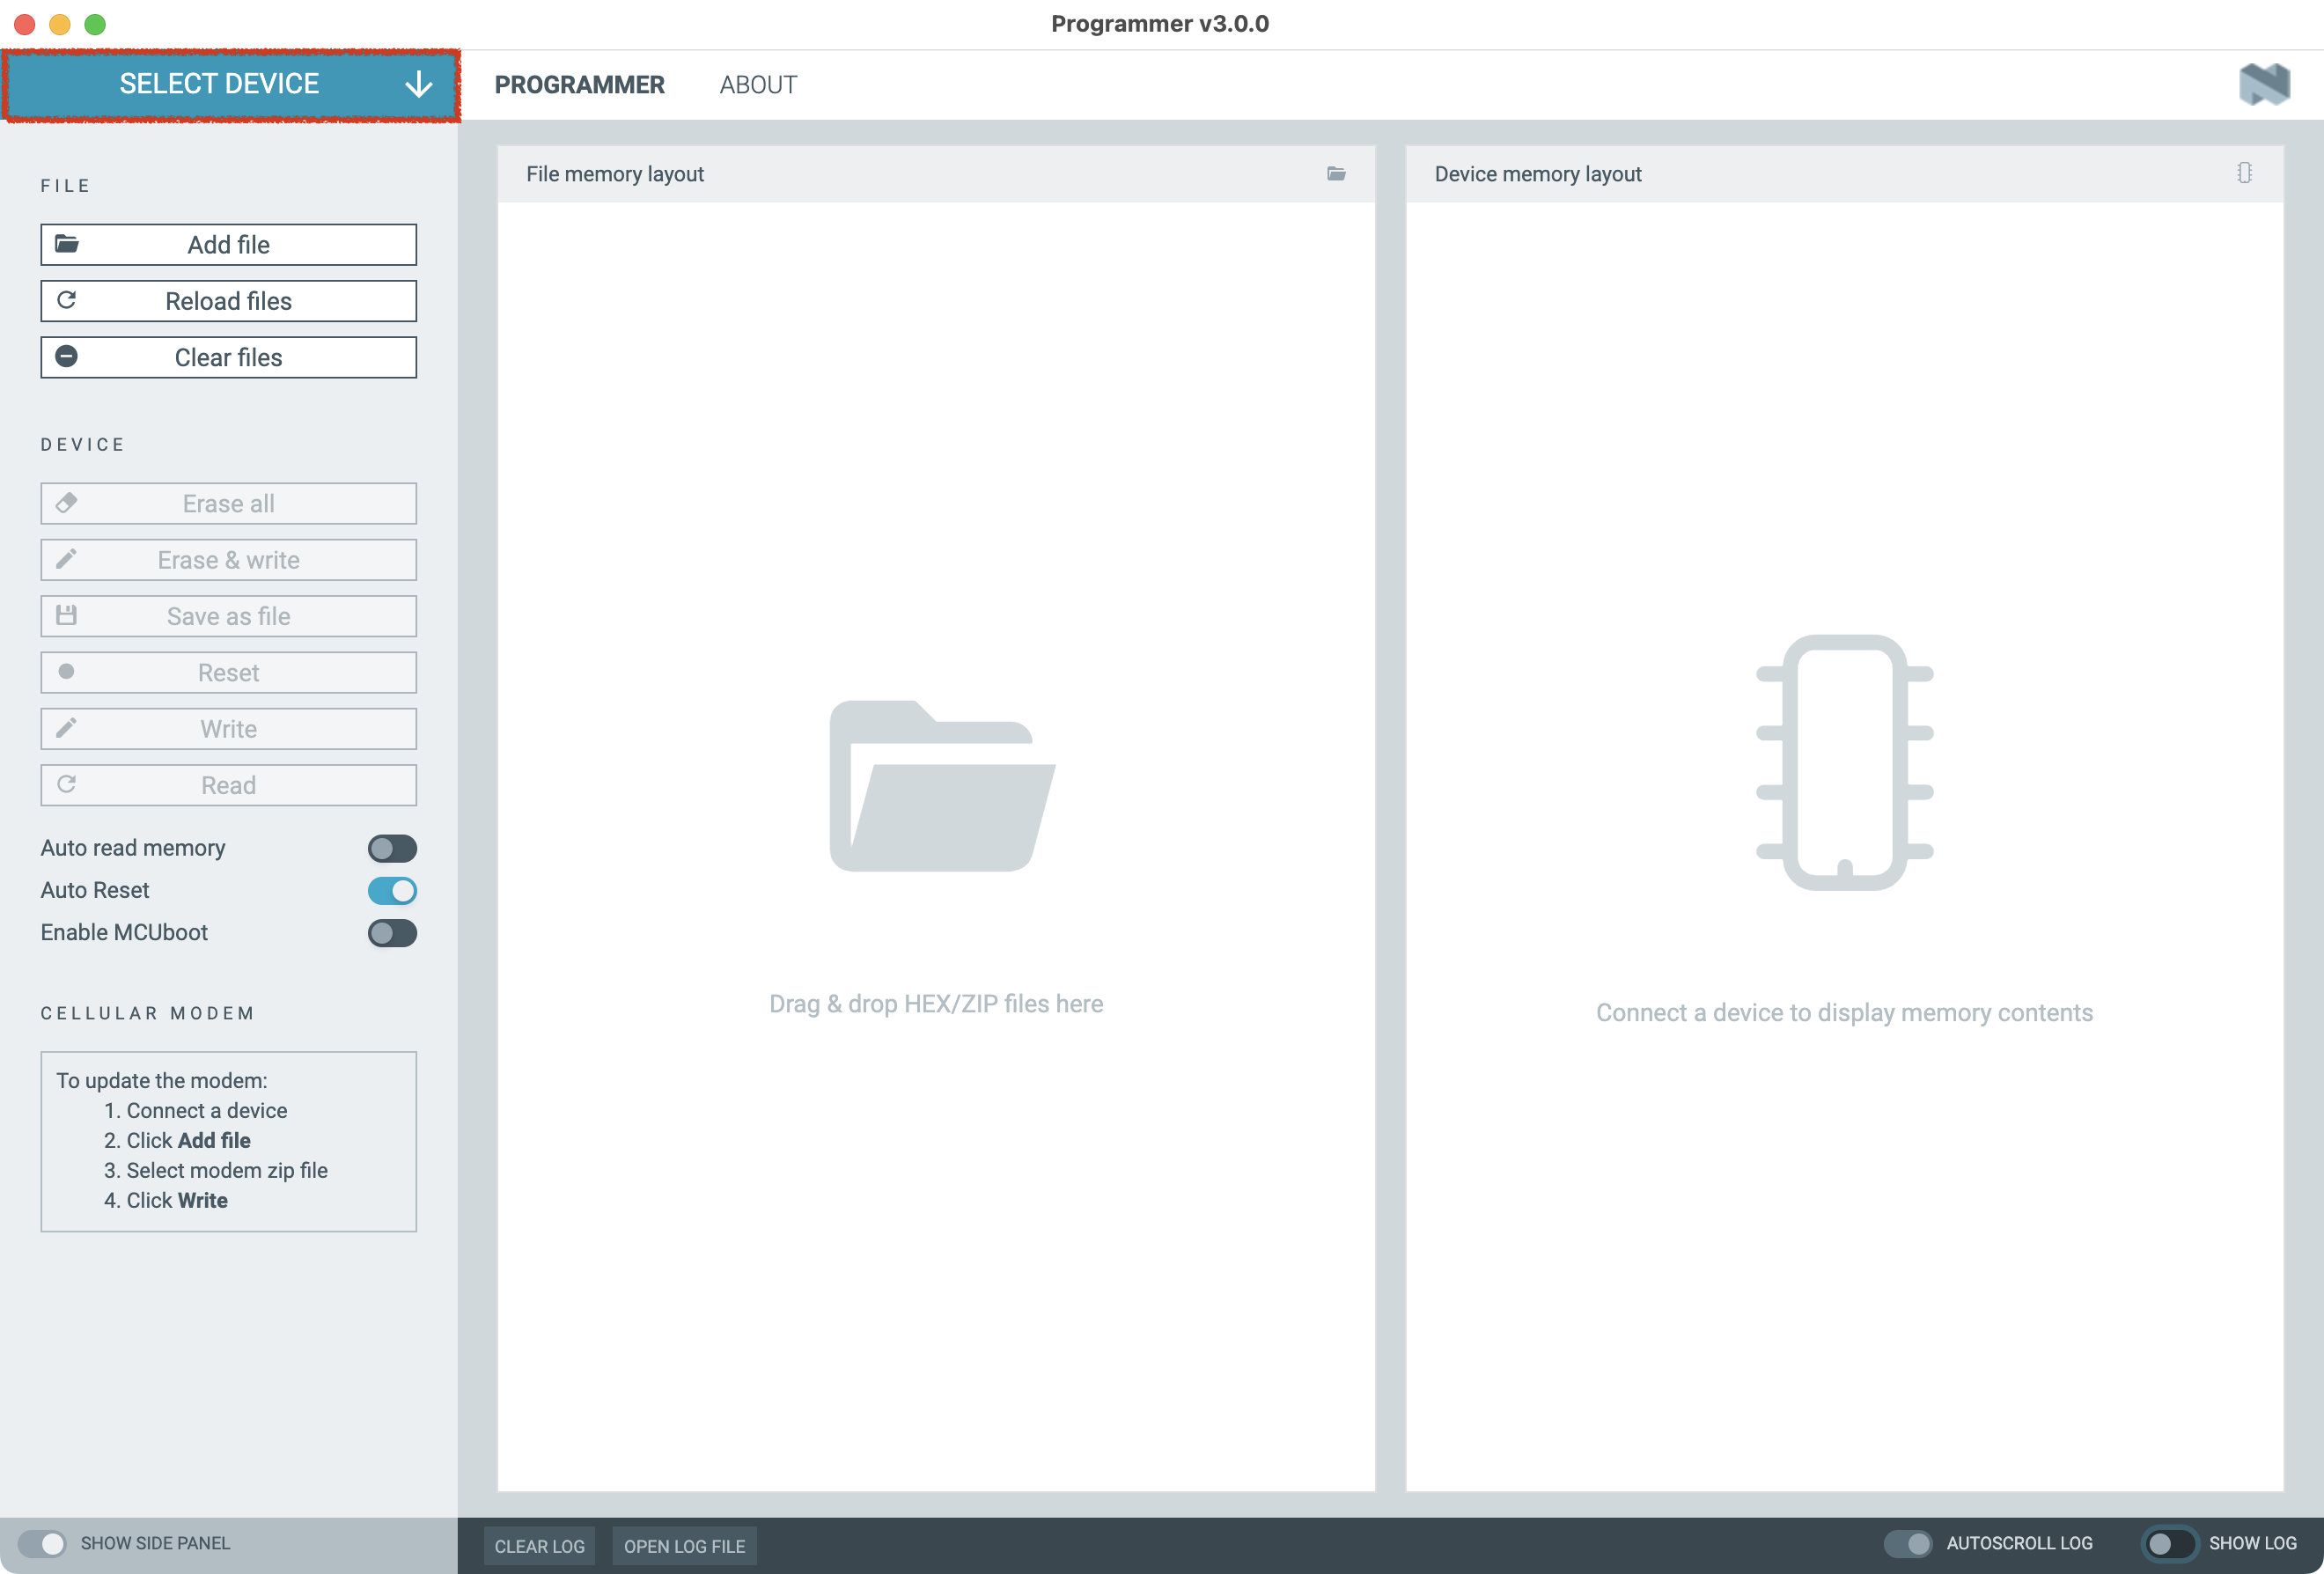 Programmer v3.0.0
SELECT DEVICE
PROGRAMMER ABOUT
FILE
Add file
Reload files
Clear files
DEVICE
Erase all
Erase & write
Save as file
Reset
Write
Read
Auto read memory
Auto Reset
Enable MCUboot
CELLULAR MODEM
To update the modem:
1. Connect a device
2. Click Add file
3. Select modem zip file
4. Click Write
File memory layout
Drag & drop HEX/ZIP files here
Device memory layout
Connect a device to display memory contents
SHOW SIDE PANEL
CLEAR LOG OPEN LOG FILE
AUTOSCROLL LOG SHOW LOG